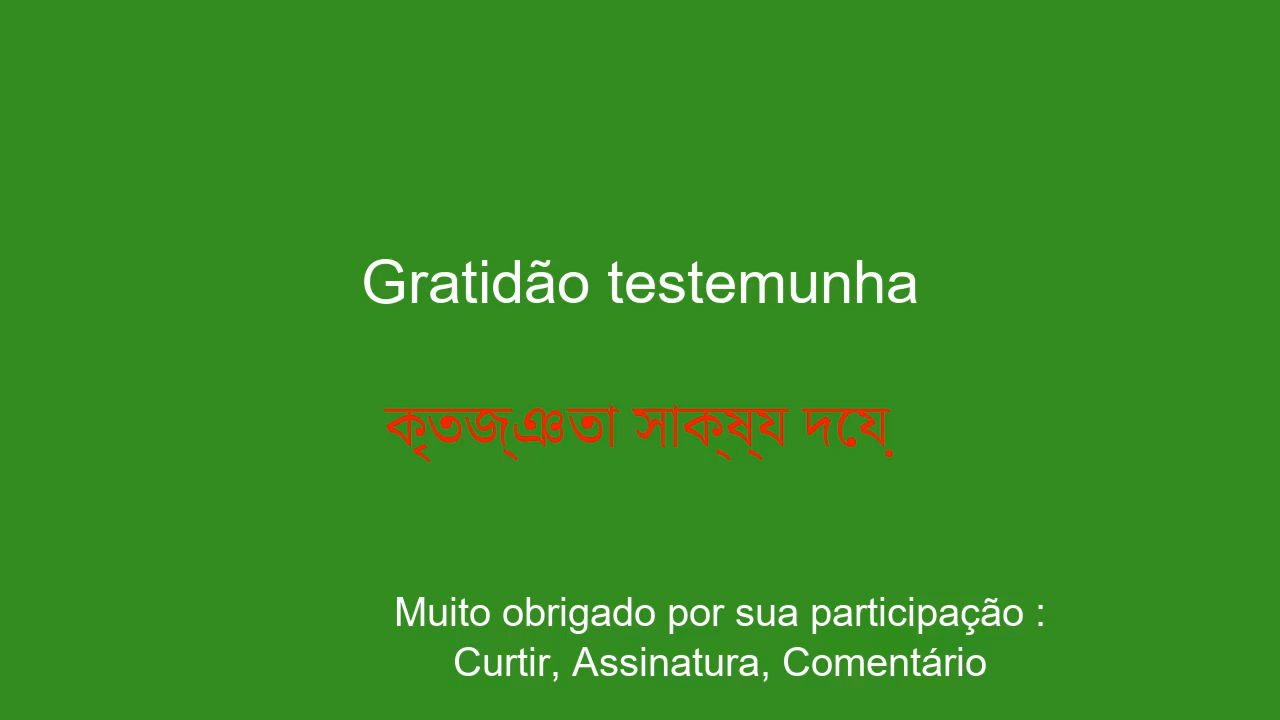 Gratidão testemunha
কৃতজ্ঞতা সাক্ষ্য দেয়
Muito obrigado por sua participação :
Curtir, Assinatura, Comentário